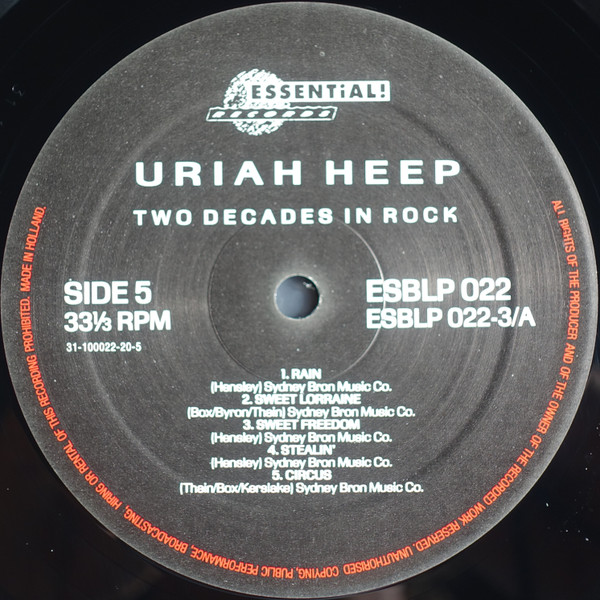 ESSENTiAL!
RECORDS
URIAH HEEP
TWO DECADES IN ROCK
SIDE 5
33⅓ RPM
31-100022-20-5
ESBLP 022
ESBLP 022-3/A
1. RAIN
(Hensley) Sydney Bron Music Co.
2. SWEET LORRAINE
(Box/Byron/Thain) Sydney Bron Music Co.
3. SWEET FREEDOM
(Hensley) Sydney Bron Music Co.
4. STEALIN'
(Hensley) Sydney Bron Music Co.
5. CIRCUS
(Thain/Box/Kerslake) Sydney Bron Music Co.
ALL RIGHTS OF THE PRODUCER AND OF THE OWNER OF THE RECORDED WORK RESERVED. UNAUTHORISED COPYING, PUBLIC PERFORMANCE, BROADCASTING, HIRING OR RENTAL OF THIS RECORDING PROHIBITED. MADE IN HOLLAND.